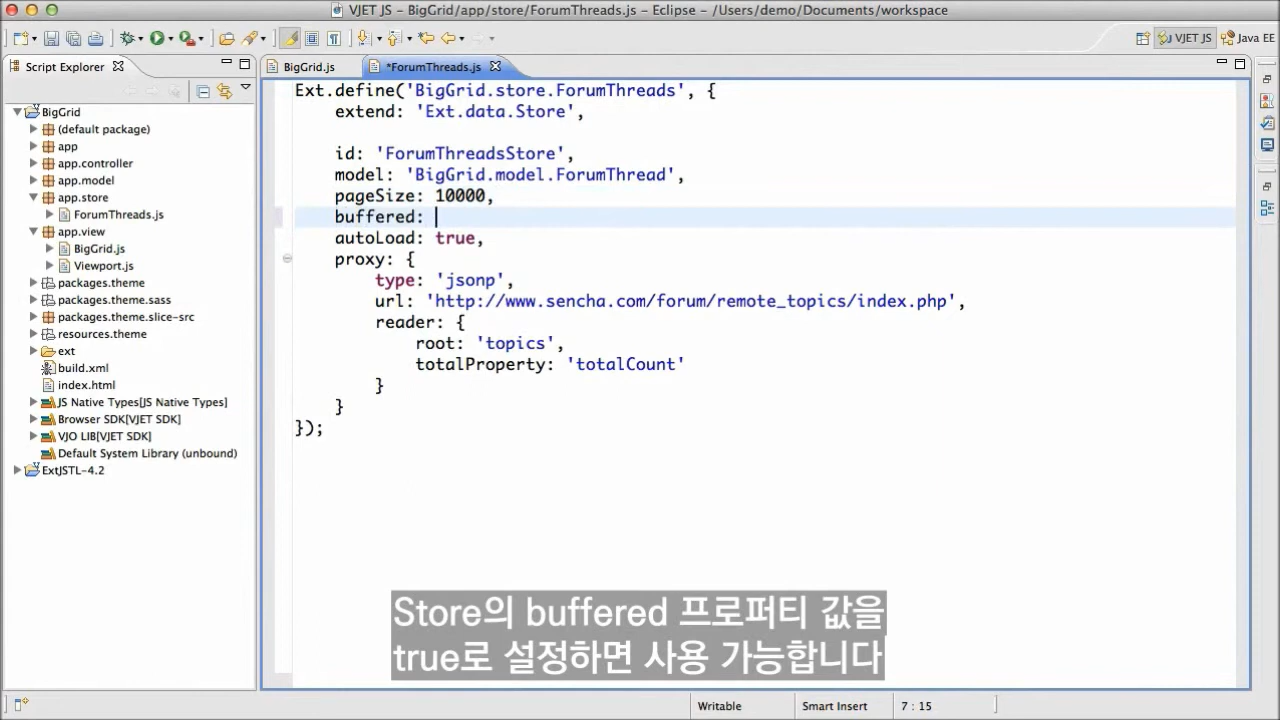 VJET JS - BigGrid/app/store/ForumThreads.js - Eclipse - /Users/demo/Documents/workspace
VJET JS
Java EE
Script Explorer
BigGrid
(default package)
app
app.controller
app.model
app.store
ForumThreads.js
app.view
BigGrid.js
Viewport.js
packages.theme
packages.theme.sass
packages.theme.slice-src
resources.theme
ext
build.xml
index.html
JS Native Types[JS Native Types]
Browser SDK[VJET SDK]
VJO LIB[VJET SDK]
Default System Library (unbound)
ExtJSTL-4.2
BigGrid.js
*ForumThreads.js
Ext.define('BigGrid.store.ForumThreads', {
extend: 'Ext.data.Store',
id: 'ForumThreadsStore',
model: 'BigGrid.model.ForumThread',
pageSize: 10000,
buffered:
autoLoad: true,
proxy: {
type: 'jsonp',
url: 'http://www.sencha.com/forum/remote_topics/index.php',
reader: {
root: 'topics',
totalProperty: 'totalCount'
}
}
});
Store의 buffered 프로퍼티 값을
true로 설정하면 사용 가능합니다
Writable
Smart Insert
7 : 15